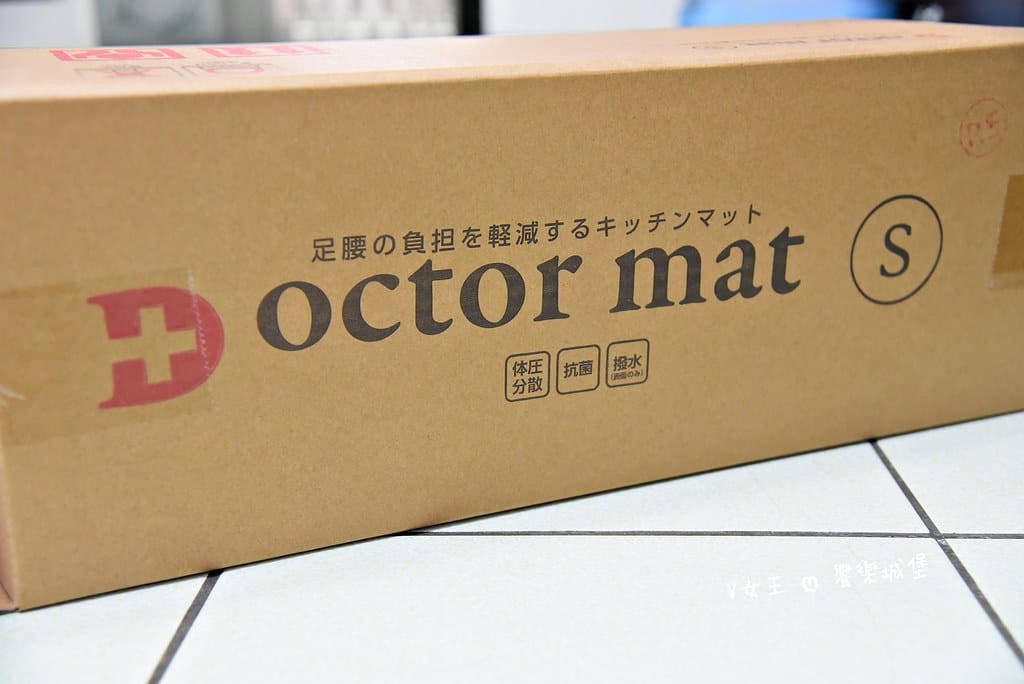 足腰の負担を軽減するキッチンマット
Doctor mat
S
体圧
分散
抗菌
撥水
(表面のみ)
V女王 ღ 饗樂城堡